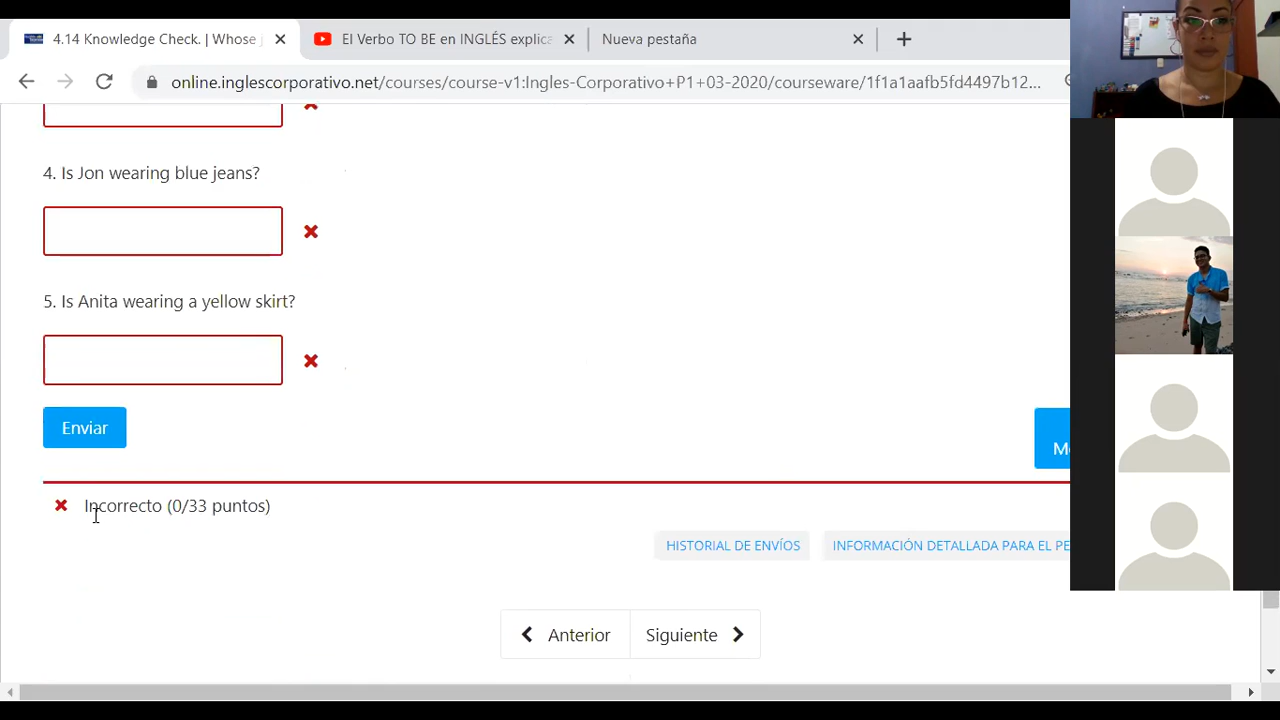 4.14 Knowledge Check. | Whose
El Verbo TO BE en INGLÉS explica
Nueva pestaña
online.inglescorporativo.net/courses/course-v1:Ingles-Corporativo+P1+03-2020/courseware/1f1a1aafb5fd4497b12...
4. Is Jon wearing blue jeans?
5. Is Anita wearing a yellow skirt?
Enviar
Mo
Incorrecto (0/33 puntos)
HISTORIAL DE ENVÍOS
INFORMACIÓN DETALLADA PARA EL PE
Anterior
Siguiente